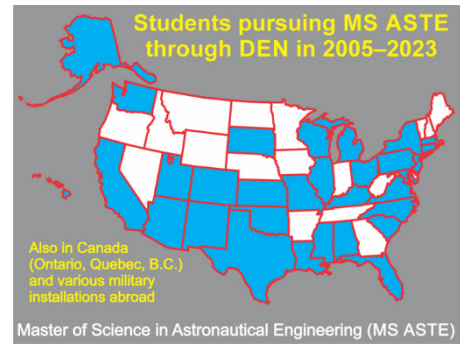 Students pursuing MS ASTE
through DEN in 2005–2023
Also in Canada
(Ontario, Quebec, B.C.)
and various military
installations abroad
Master of Science in Astronautical Engineering (MS ASTE)